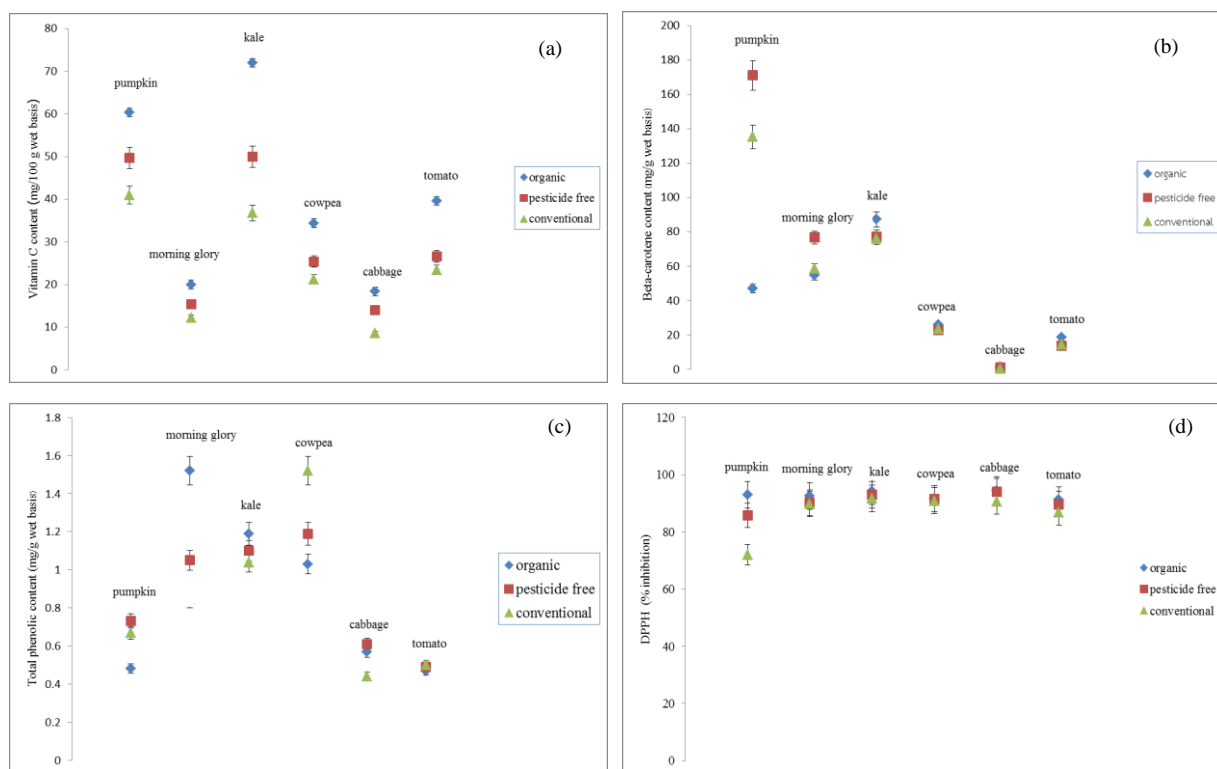 (a)
Vitamin C content (mg/100 g wet basis)
80
70
60
50
40
30
20
10
0
pumpkin
morning glory
kale
cowpea
cabbage
tomato
organic
pesticide free
conventional
(b)
Beta-carotene content (mg/g wet basis)
200
180
160
140
120
100
80
60
40
20
0
pumpkin
morning glory
kale
cowpea
cabbage
tomato
organic
pesticide free
conventional
(c)
Total phenolic content (mg/g wet basis)
1.8
1.6
1.4
1.2
1
0.8
0.6
0.4
0.2
0
pumpkin
morning glory
kale
cowpea
cabbage
tomato
organic
pesticide free
conventional
(d)
DPPH (% inhibition)
120
100
80
60
40
20
0
pumpkin
morning glory
kale
cowpea
cabbage
tomato
organic
pesticide free
conventional